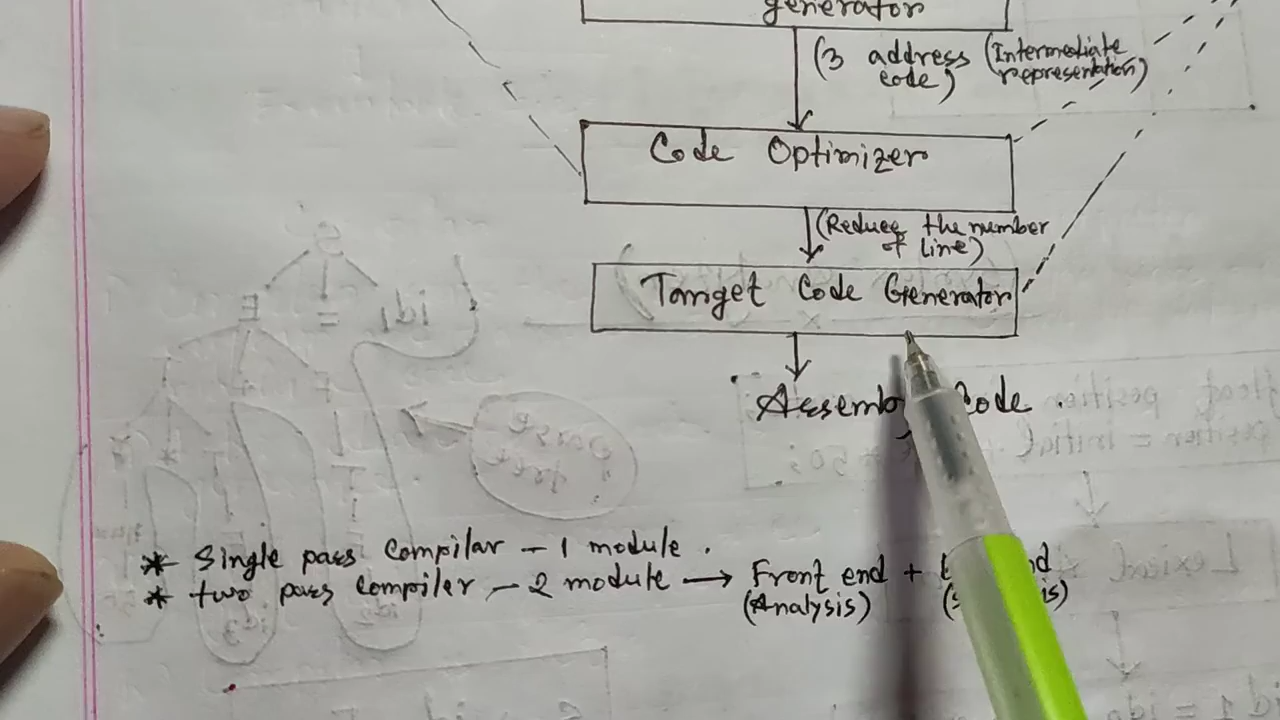 generator
(3 address (Intermediate
code) representation)
Code Optimizer
(Reduce the number
of line)
Target Code Generator
Code.
* Single pass Compilar - 1 module.
* two pass Compiler - 2 module → Front end +
(Analysis)